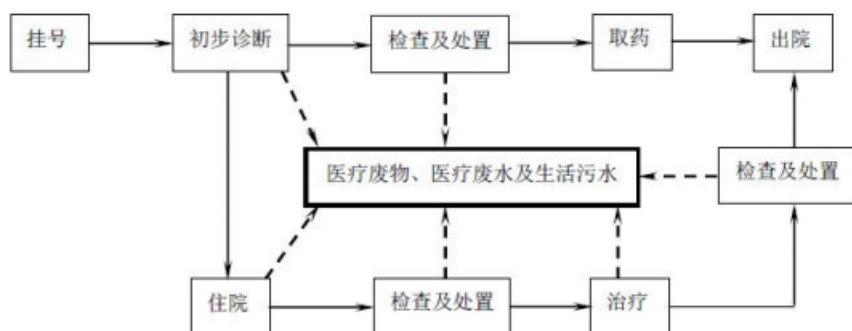 挂号
初步诊断
检查及处置
取药
出院
医疗废物、医疗废水及生活污水
检查及处置
住院
检查及处置
治疗